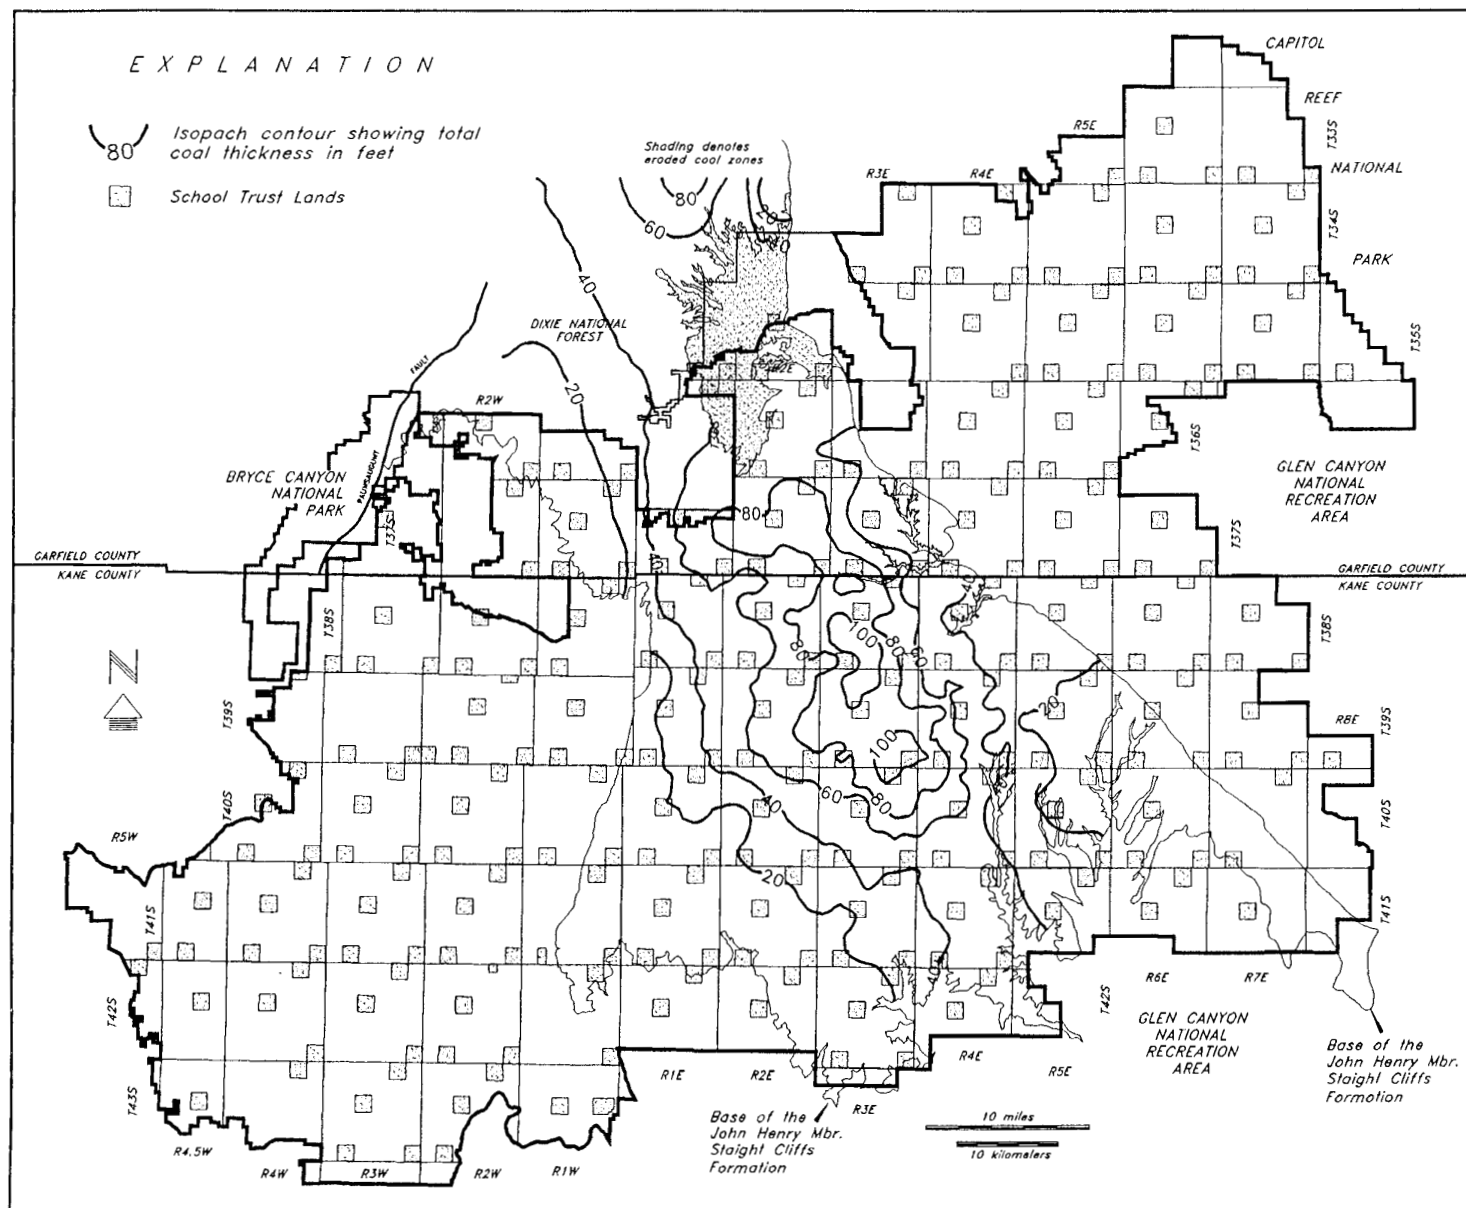 EXPLANATION
80
Isopach contour showing total
coal thickness in feet
School Trust Lands
Shading denotes
eroded coal zones
CAPITOL
REEF
NATIONAL
PARK
R5E
R3E
R4E
T33S
T34S
T35S
80
60
40
DIXIE NATIONAL
FOREST
20
FAULT
PAUNSAUGUNT
R2W
BRYCE CANYON
NATIONAL
PARK
T36S
T37S
T37S
GLEN CANYON
NATIONAL
RECREATION
AREA
80
GARFIELD COUNTY
KANE COUNTY
GARFIELD COUNTY
KANE COUNTY
40
40
T38S
T38S
N
100
80
80
60
T39S
T39S
R8E
20
100
T40S
T40S
60
80
40
20
R5W
T41S
T41S
T42S
T42S
T43S
40
R6E
R7E
GLEN CANYON
NATIONAL
RECREATION
AREA
Base of the
John Henry Mbr.
Staight Cliffs
Formation
R1E
R2E
R3E
R4E
R5E
Base of the
John Henry Mbr.
Staight Cliffs
Formation
10 miles
10 kilometers
R4.5W
R4W
R3W
R2W
R1W